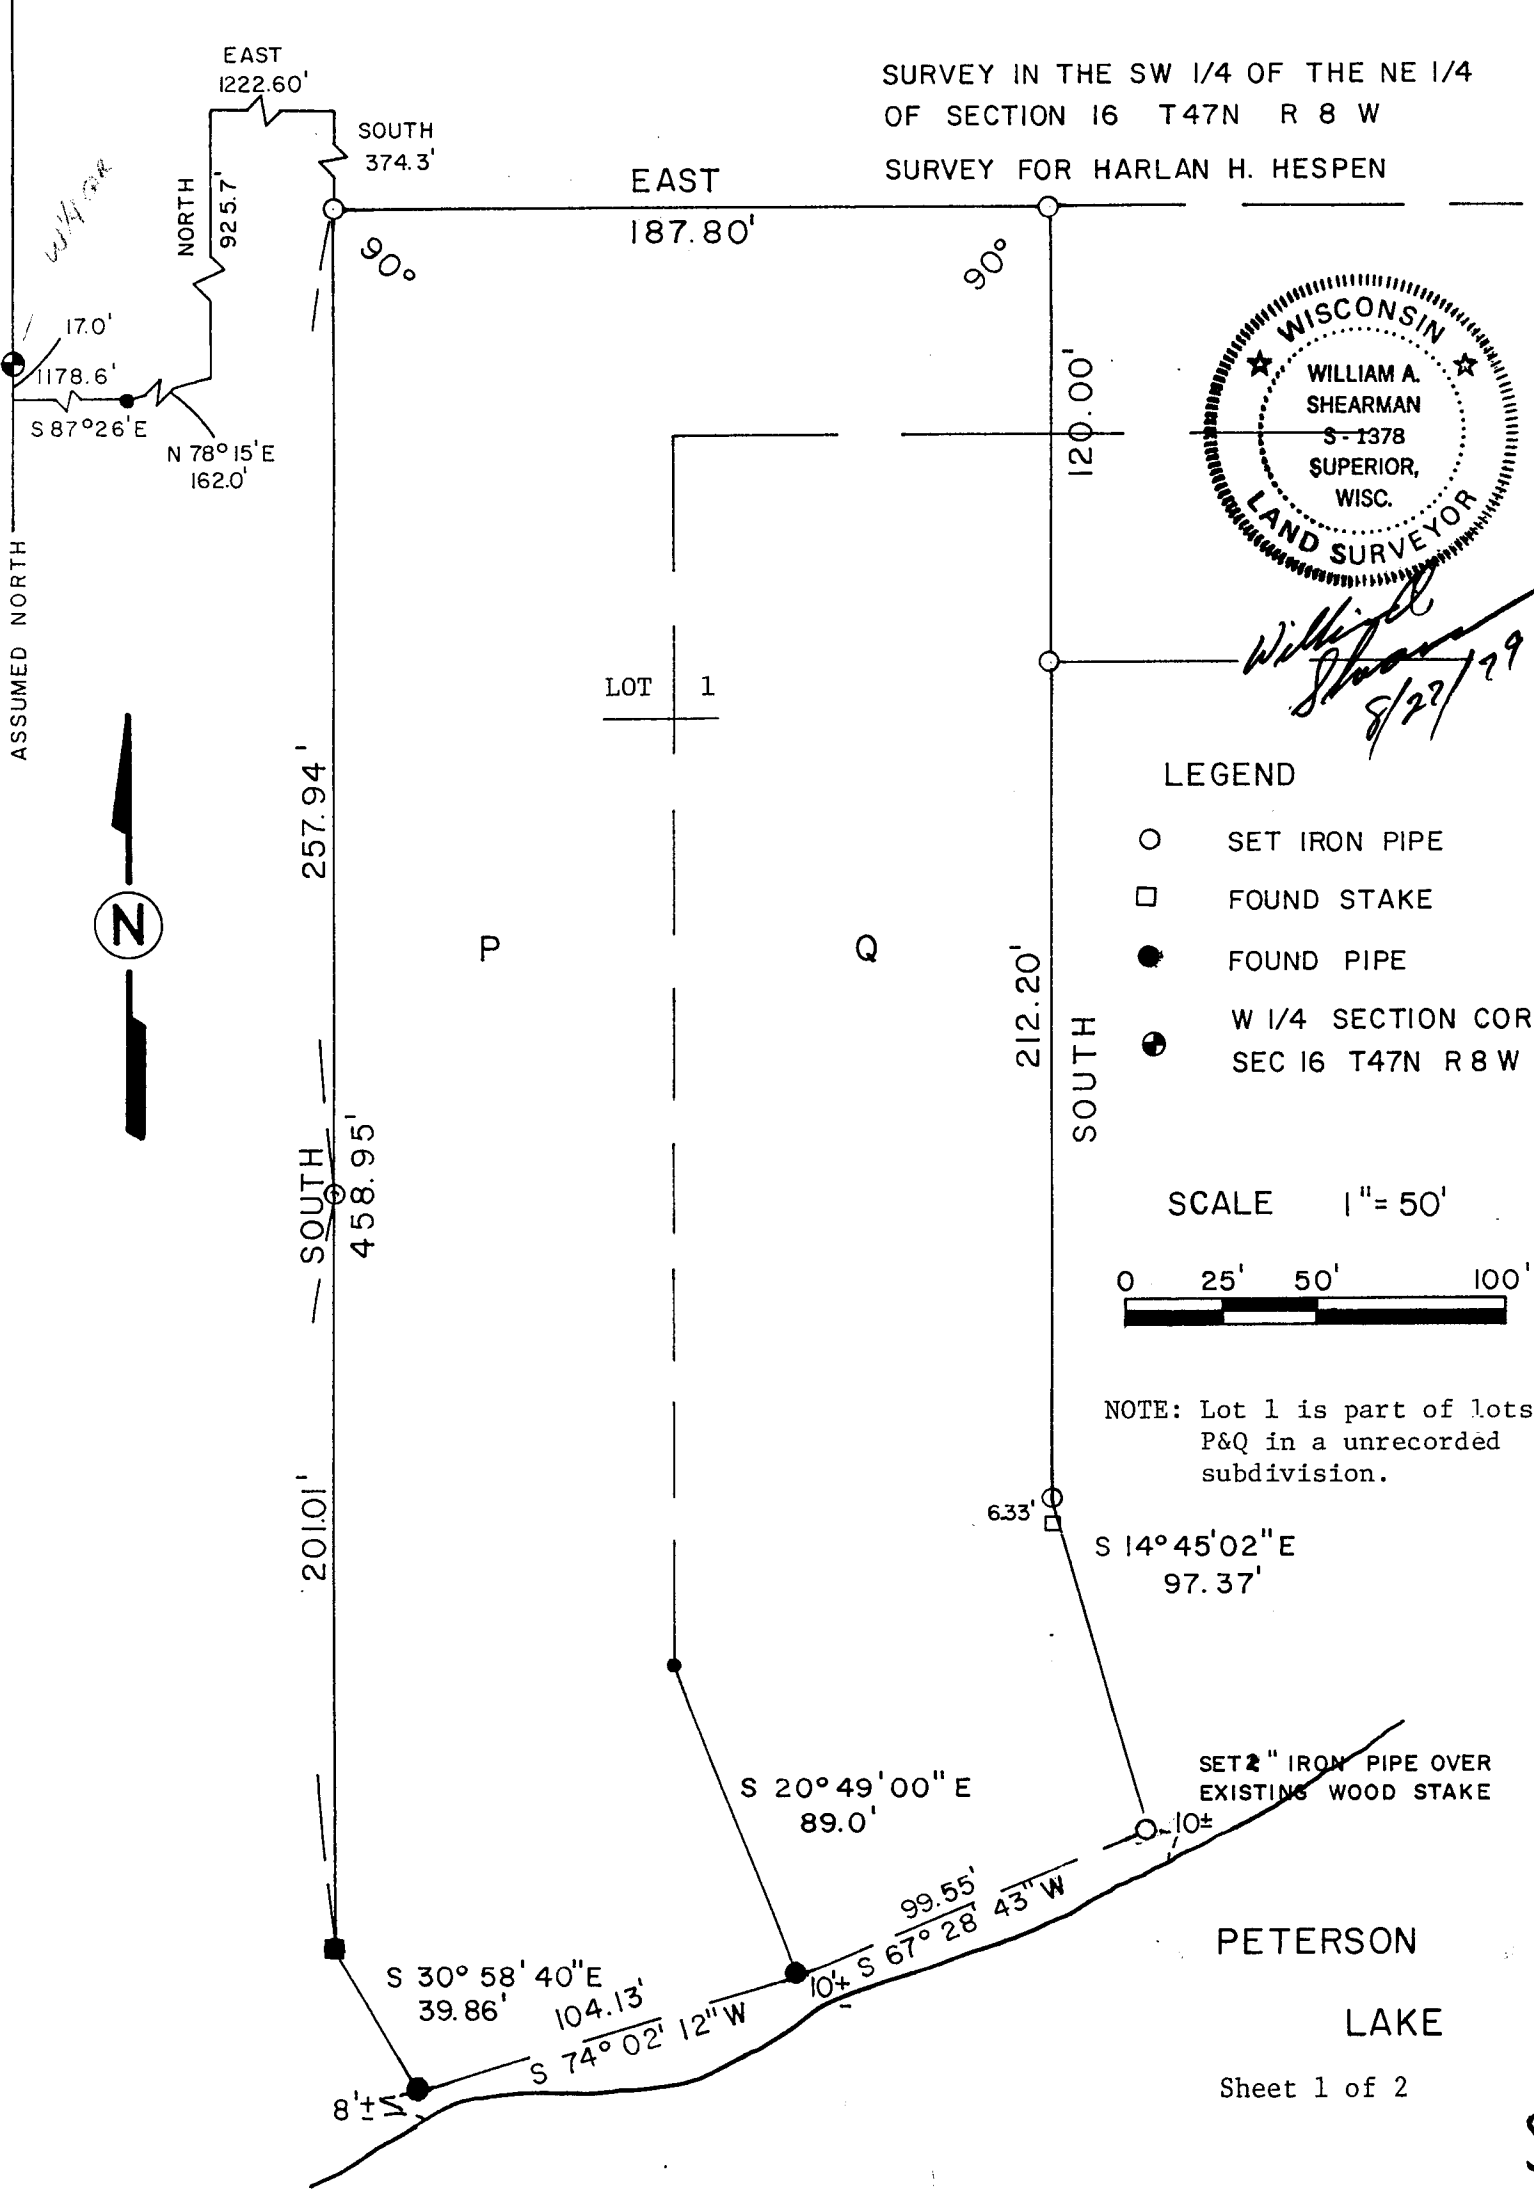 SURVEY IN THE SW 1/4 OF THE NE 1/4
OF SECTION 16 T47N R 8 W
SURVEY FOR HARLAN H. HESPEN
EAST
1222.60'
SOUTH
374.3'
NORTH
925.7'
EAST
187.80'
90°
90°
17.0'
1178.6'
S 87° 26' E
N 78° 15' E
162.0'
ASSUMED NORTH
120.00'
WISCONSIN
WILLIAM A.
SHEARMAN
S - 1378
SUPERIOR,
WISC.
LAND SURVEYOR
William A
Shearman
8/27/79
LOT 1
257.94'
N
P
Q
LEGEND
SET IRON PIPE
FOUND STAKE
FOUND PIPE
W 1/4 SECTION COR
SEC 16 T47N R 8 W
212.20'
SOUTH
SOUTH
458.95'
SCALE 1" = 50'
0 25' 50' 100'
NOTE: Lot 1 is part of lots
P&Q in a unrecorded
subdivision.
201.01'
6.33'
S 14° 45' 02" E
97.37'
S 20° 49' 00" E
89.0'
SET 2" IRON PIPE OVER
EXISTING WOOD STAKE
10±
99.55'
S 67° 28' 43" W
10'±
S 30° 58' 40" E
39.86'
104.13'
S 74° 02' 12" W
8'±
PETERSON
LAKE
Sheet 1 of 2